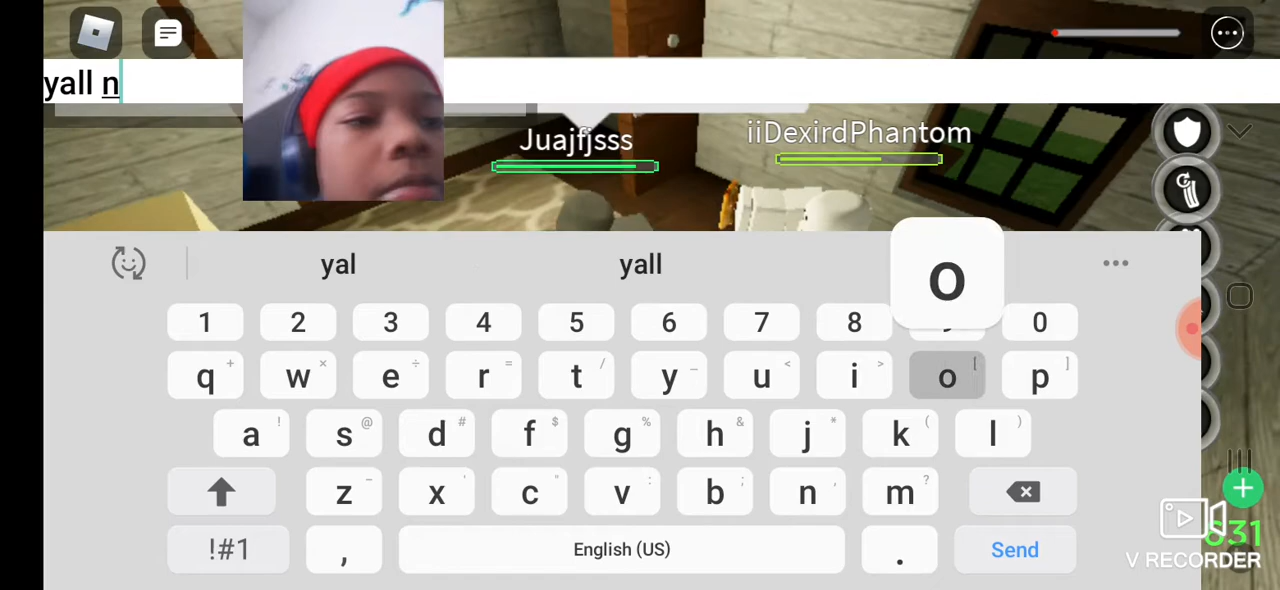 yall n
Juajfjsss
iiDexirdPhantom
yal yall
o
1 2 3 4 5 6 7 8 0
q + w × e ÷ r = t / y _ u < i > o [ p ]
a ! s @ d # f $ g % h & j * k ( l )
z - x ' c " v : b ; n , m ?
!#1 , English (US) . Send
831
V RECORDER